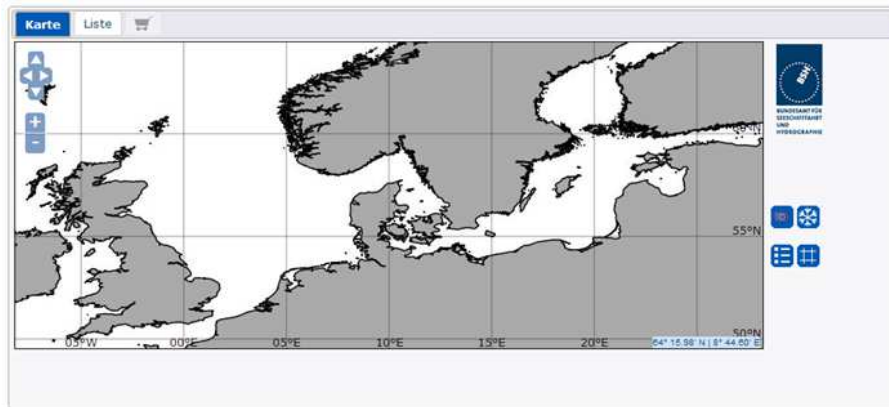 Karte
Liste
BSH
BUNDESAMT FÜR
SEESCHIFFFAHRT
UND
HYDROGRAPHIE
55°N
50°N
05°W
00°E
05°E
10°E
15°E
20°E
64° 15.98' N | 8° 44.60' E